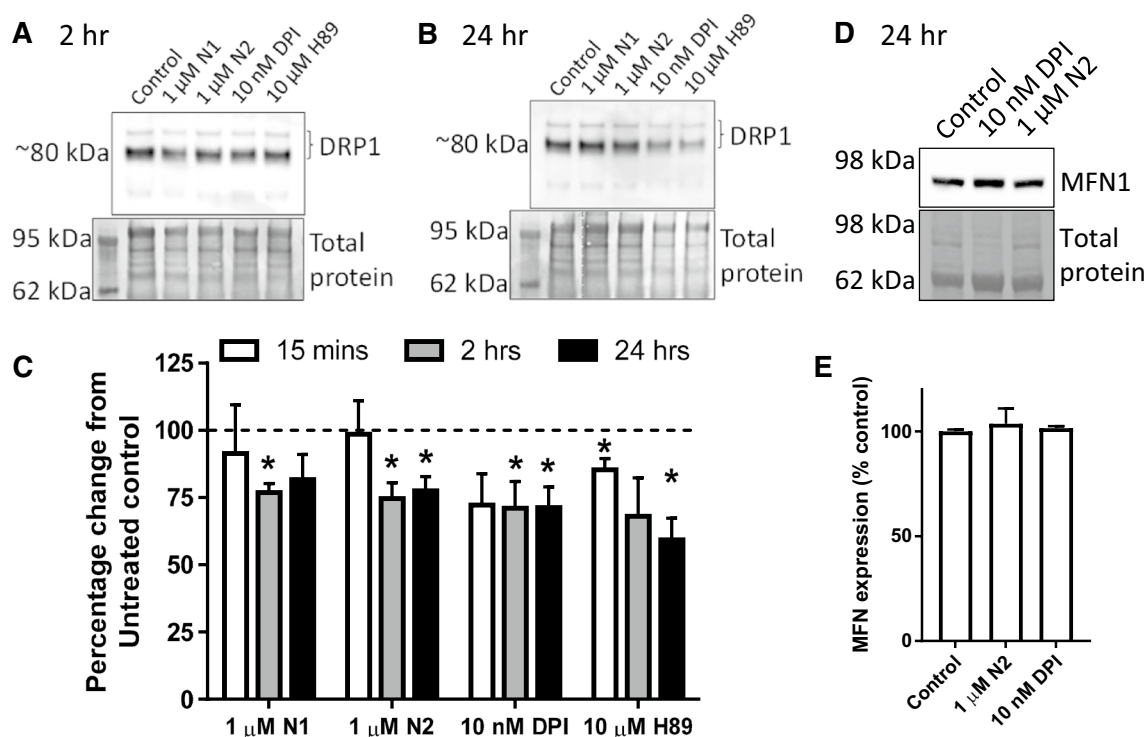 A 2 hr
Control
1 µM N1
1 µM N2
10 nM DPI
10 µM H89
~80 kDa
DRP1
95 kDa
62 kDa
Total
protein
B 24 hr
Control
1 µM N1
1 µM N2
10 nM DPI
10 µM H89
~80 kDa
DRP1
95 kDa
62 kDa
Total
protein
D 24 hr
Control
10 nM DPI
1 µM N2
98 kDa
MFN1
98 kDa
62 kDa
Total
protein
C
15 mins 2 hrs 24 hrs
Percentage change from
Untreated control
125
100
75
50
25
0
* * * * * * *
1 µM N1 1 µM N2 10 nM DPI 10 µM H89
E
MFN expression (% control)
100
50
0
Control
1 µM N2
10 nM DPI